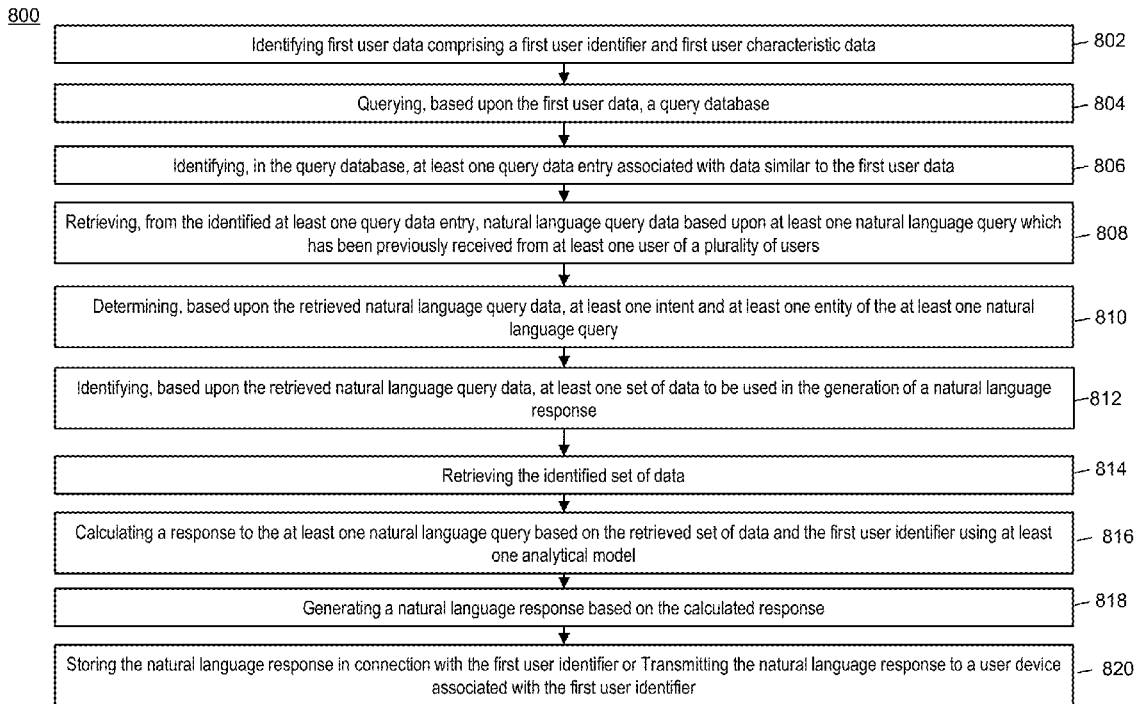 800
Identifying first user data comprising a first user identifier and first user characteristic data
802
Querying, based upon the first user data, a query database
804
Identifying, in the query database, at least one query data entry associated with data similar to the first user data
806
Retrieving, from the identified at least one query data entry, natural language query data based upon at least one natural language query which
has been previously received from at least one user of a plurality of users
808
Determining, based upon the retrieved natural language query data, at least one intent and at least one entity of the at least one natural
language query
810
Identifying, based upon the retrieved natural language query data, at least one set of data to be used in the generation of a natural language
response
812
Retrieving the identified set of data
814
Calculating a response to the at least one natural language query based on the retrieved set of data and the first user identifier using at least
one analytical model
816
Generating a natural language response based on the calculated response
818
Storing the natural language response in connection with the first user identifier or Transmitting the natural language response to a user device
associated with the first user identifier
820